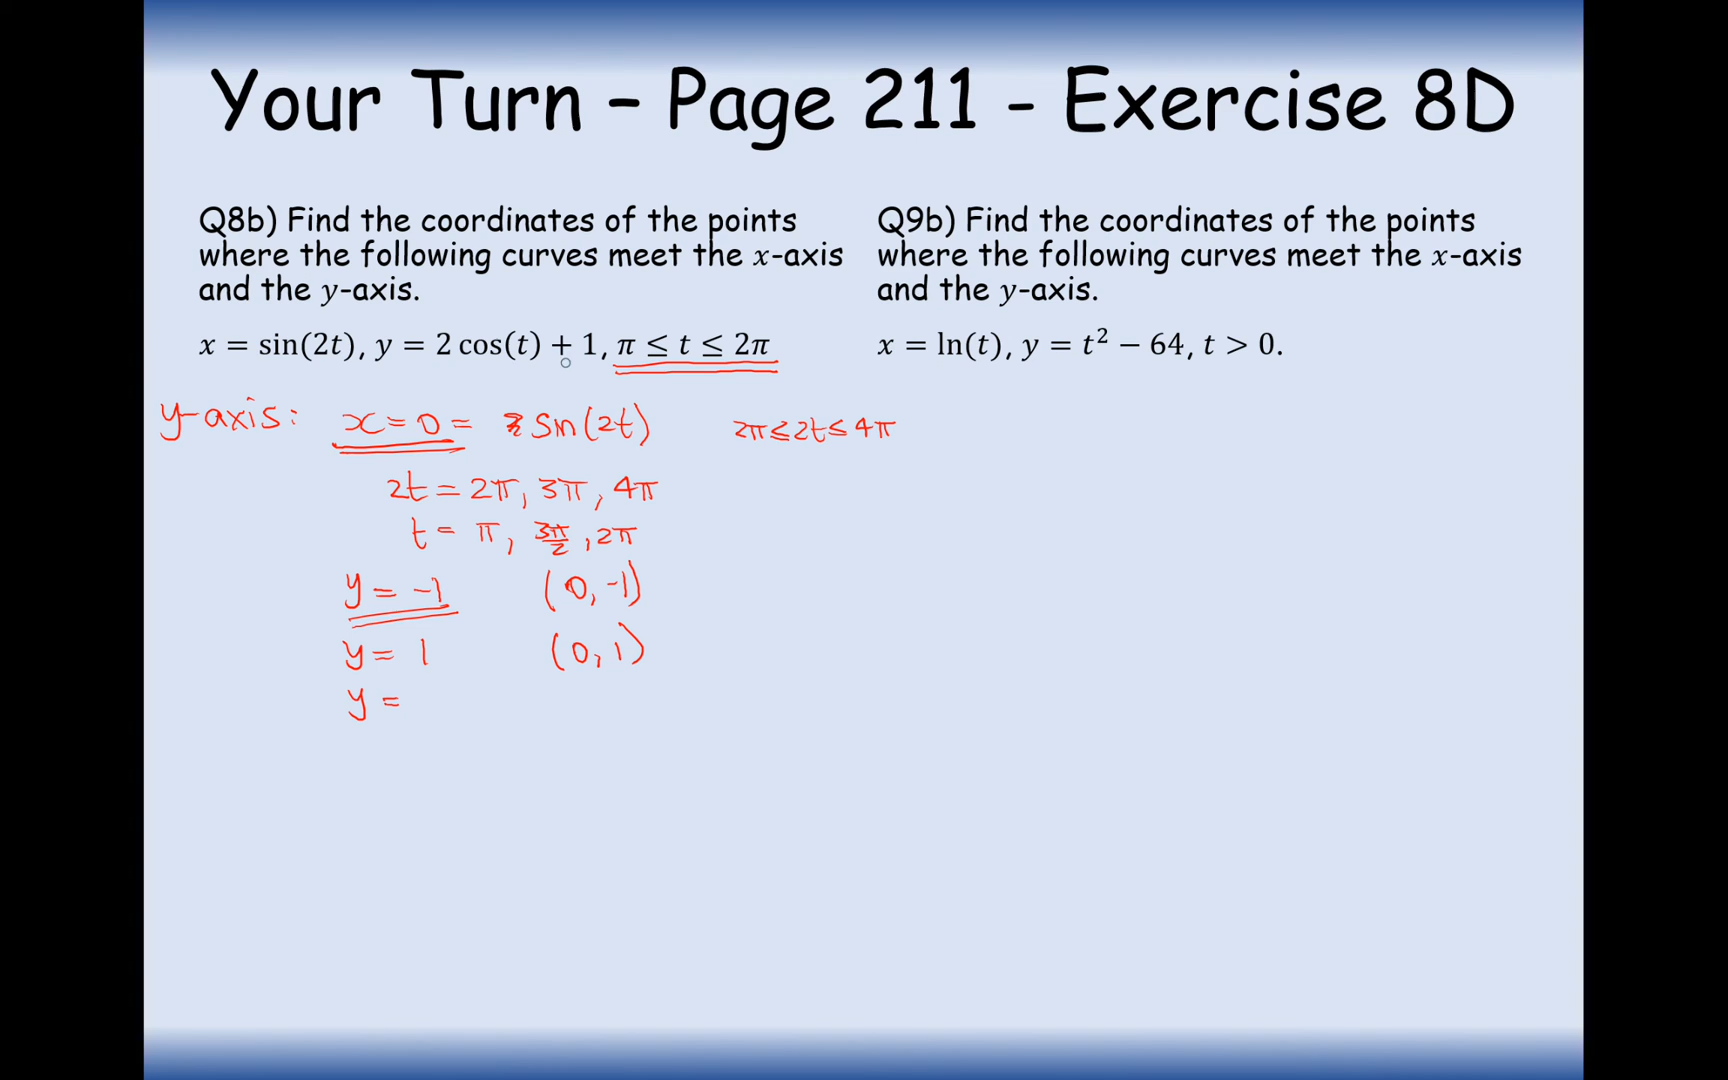 Your Turn – Page 211 - Exercise 8D
Q8b) Find the coordinates of the points
where the following curves meet the x-axis
and the y-axis.
x = sin(2t), y = 2 cos(t) + 1, π ≤ t ≤ 2π
y-axis: x = 0 = sin(2t) 2π ≤ 2t ≤ 4π
2t = 2π, 3π, 4π
t = π, 3π/2, 2π
y = -1 (0, -1)
y = 1 (0, 1)
y =
Q9b) Find the coordinates of the points
where the following curves meet the x-axis
and the y-axis.
x = ln(t), y = t² − 64, t > 0.